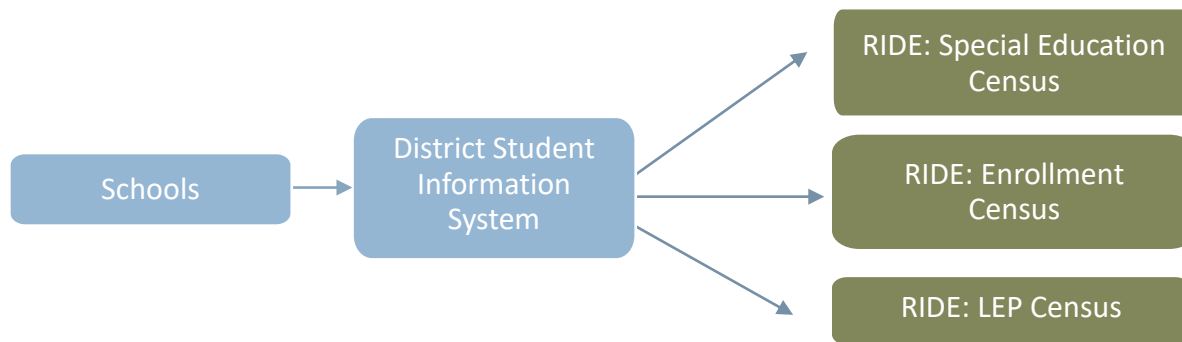 Schools
District Student
Information
System
RIDE: Special Education
Census
RIDE: Enrollment
Census
RIDE: LEP Census